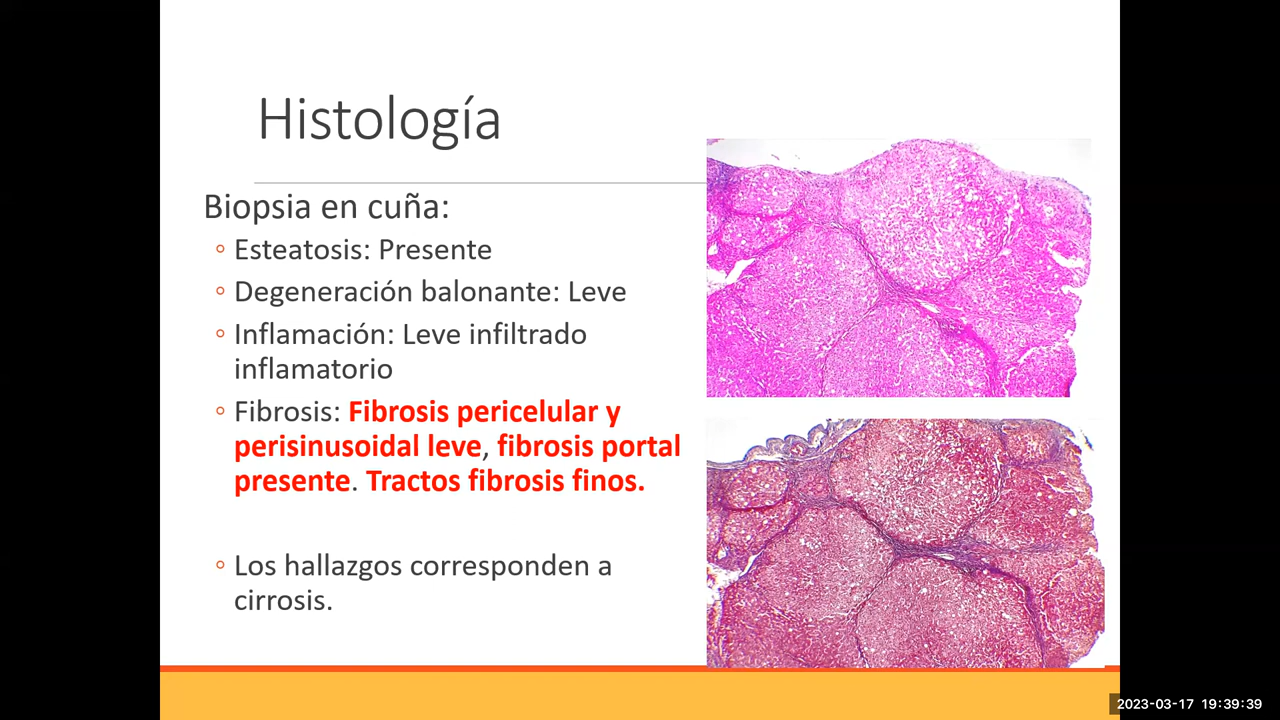 Histología
Biopsia en cuña:
◦ Esteatosis: Presente
◦ Degeneración balonante: Leve
◦ Inflamación: Leve infiltrado
inflamatorio
◦ Fibrosis: Fibrosis pericelular y
perisinusoidal leve, fibrosis portal
presente. Tractos fibrosis finos.
◦ Los hallazgos corresponden a
cirrosis.
2023-03-17 19:39:39